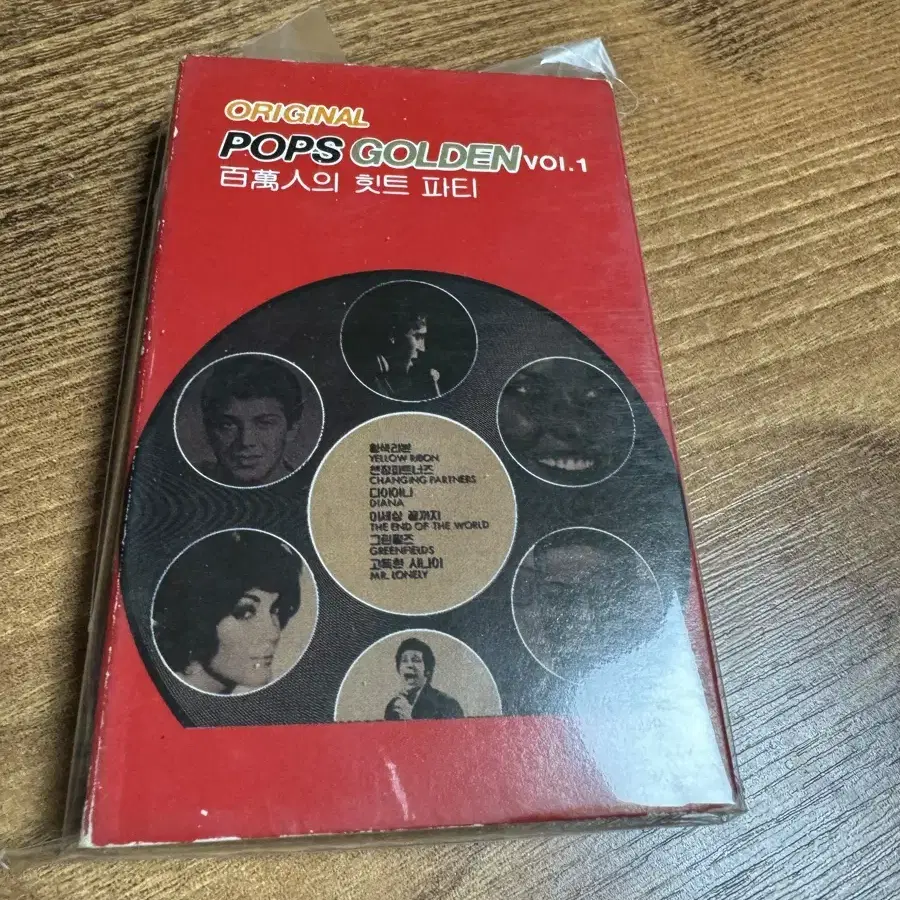 ORIGINAL
POPS GOLDEN VOl.1
百萬人의 힛트 파티
황색리본
YELLOW RIBON
첸징파트너즈
CHANGING PARTNERS
다이아나
DIANA
이세상 끝까지
THE END OF THE WORLD
그린휠즈
GREENFIELDS
고독한 사나이
MR. LONELY